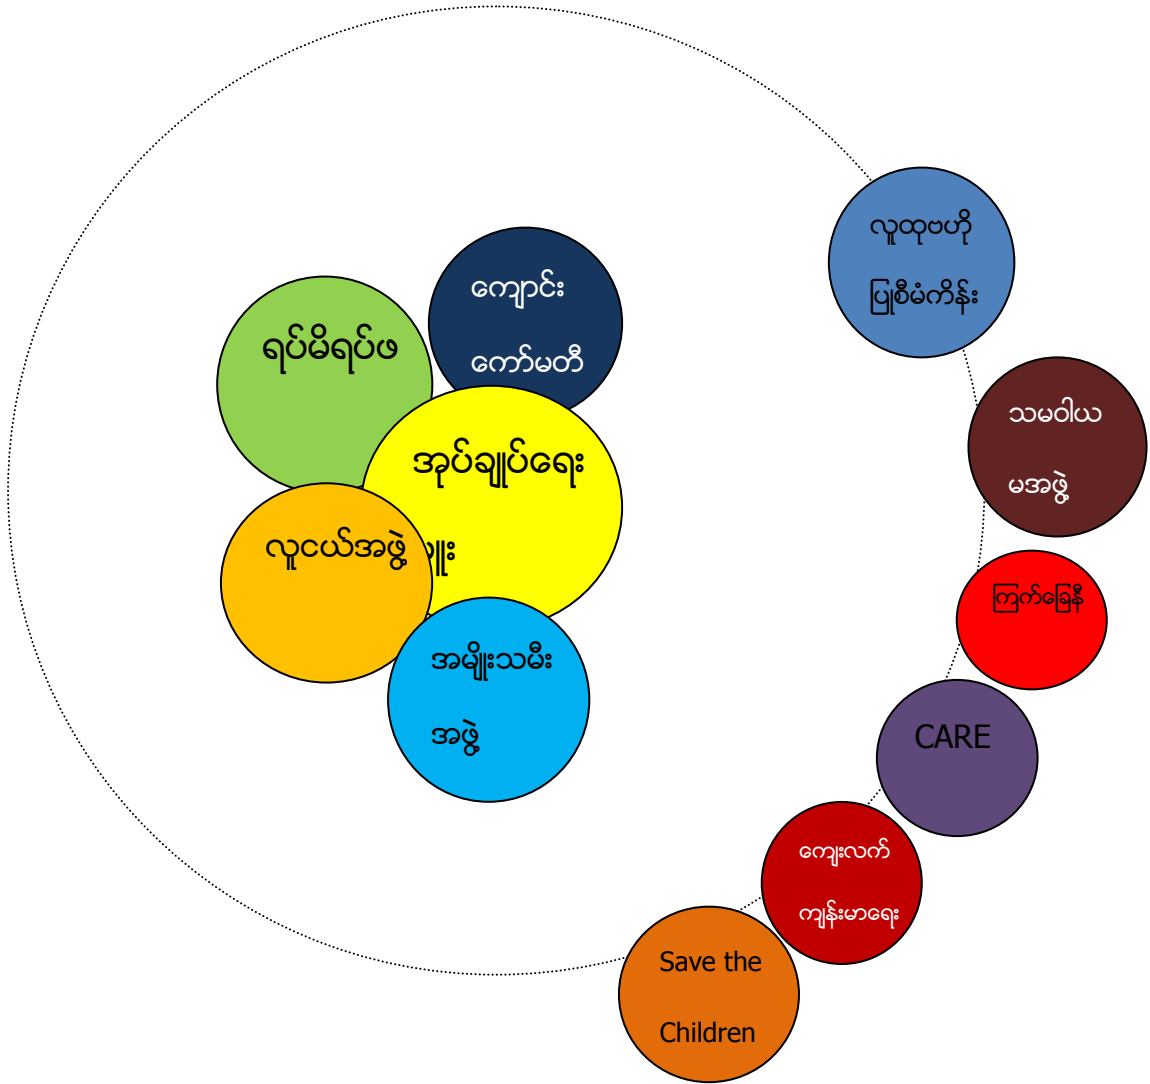 ကျောင်း
ကော်မတီ
ရပ်မိရပ်ဖ
အုပ်ချုပ်ရေး
လူငယ်အဖွဲ့
အမျိုးသမီး
အဖွဲ့
လူထုဗဟို
ပြုစီမံကိန်း
သမဝါယ
မအဖွဲ့
ကြက်ခြေနီ
CARE
ကျေးလက်
ကျန်းမာရေး
Save the
Children